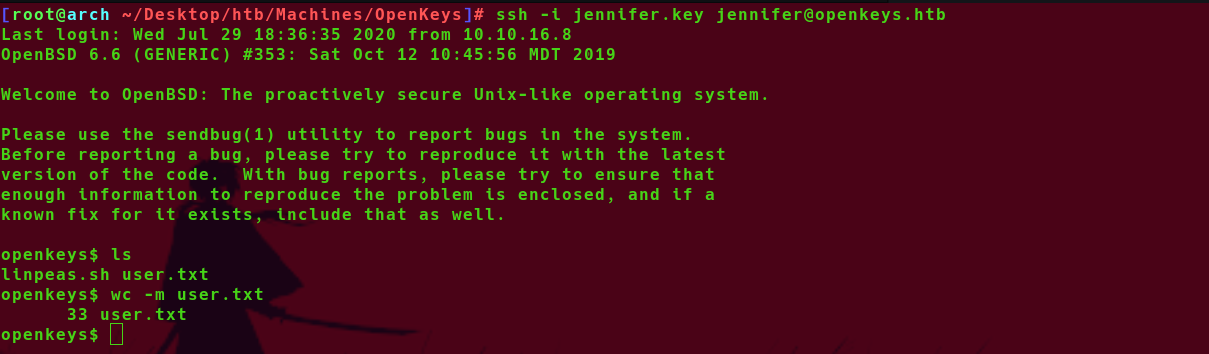 [root@arch ~/Desktop/htb/Machines/OpenKeys]# ssh -i jennifer.key jennifer@openkeys.htb
Last login: Wed Jul 29 18:36:35 2020 from 10.10.16.8
OpenBSD 6.6 (GENERIC) #353: Sat Oct 12 10:45:56 MDT 2019
Welcome to OpenBSD: The proactively secure Unix-like operating system.
Please use the sendbug(1) utility to report bugs in the system.
Before reporting a bug, please try to reproduce it with the latest
version of the code.  With bug reports, please try to ensure that
enough information to reproduce the problem is enclosed, and if a
known fix for it exists, include that as well.
openkeys$ ls
linpeas.sh user.txt
openkeys$ wc -m user.txt
      33 user.txt
openkeys$